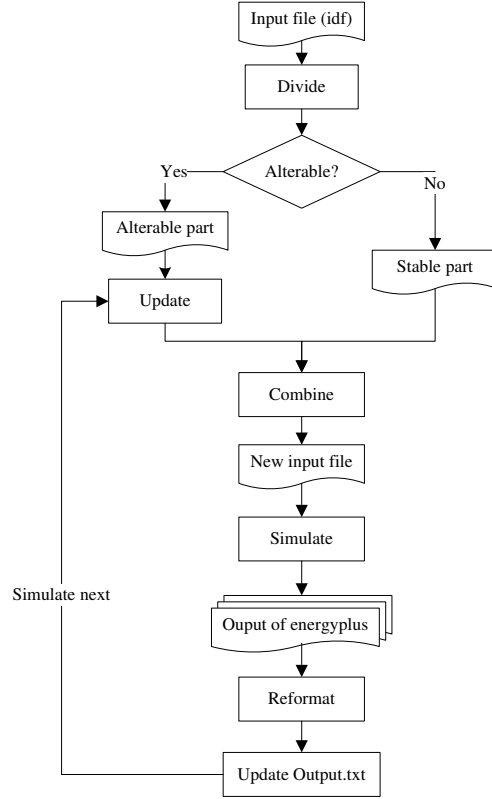 Input file (idf)
Divide
Alterable?
Yes
No
Alterable part
Stable part
Update
Combine
New input file
Simulate
Simulate next
Ouput of energyplus
Reformat
Update Output.txt